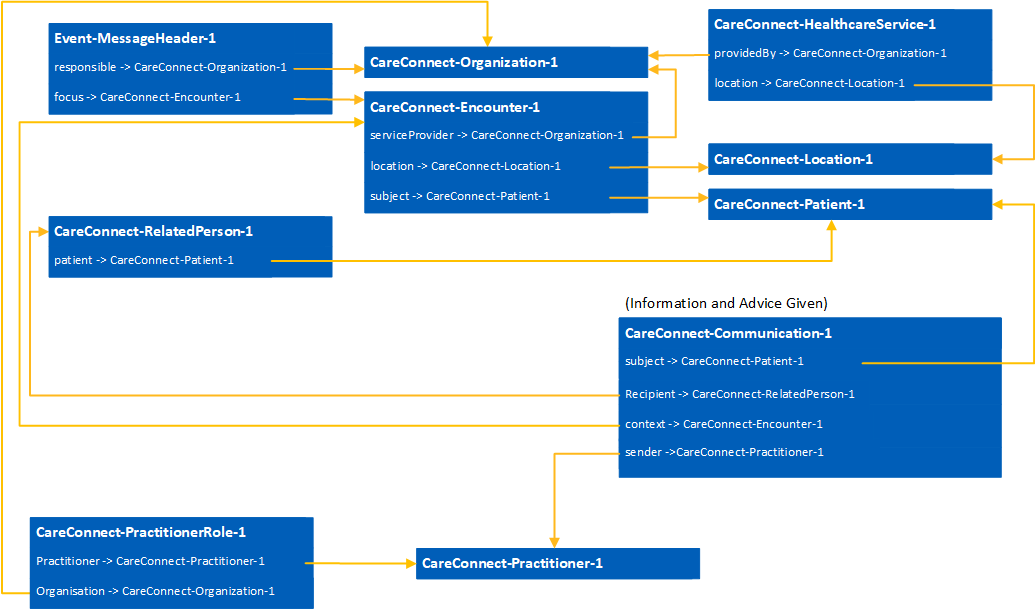 Event-MessageHeader-1
responsible -> CareConnect-Organization-1
focus -> CareConnect-Encounter-1
CareConnect-Organization-1
CareConnect-Encounter-1
serviceProvider -> CareConnect-Organization-1
location -> CareConnect-Location-1
subject -> CareConnect-Patient-1
CareConnect-HealthcareService-1
providedBy -> CareConnect-Organization-1
location -> CareConnect-Location-1
CareConnect-Location-1
CareConnect-Patient-1
CareConnect-RelatedPerson-1
patient -> CareConnect-Patient-1
(Information and Advice Given)
CareConnect-Communication-1
subject -> CareConnect-Patient-1
Recipient -> CareConnect-RelatedPerson-1
context -> CareConnect-Encounter-1
sender ->CareConnect-Practitioner-1
CareConnect-PractitionerRole-1
Practitioner -> CareConnect-Practitioner-1
Organisation -> CareConnect-Organization-1
CareConnect-Practitioner-1